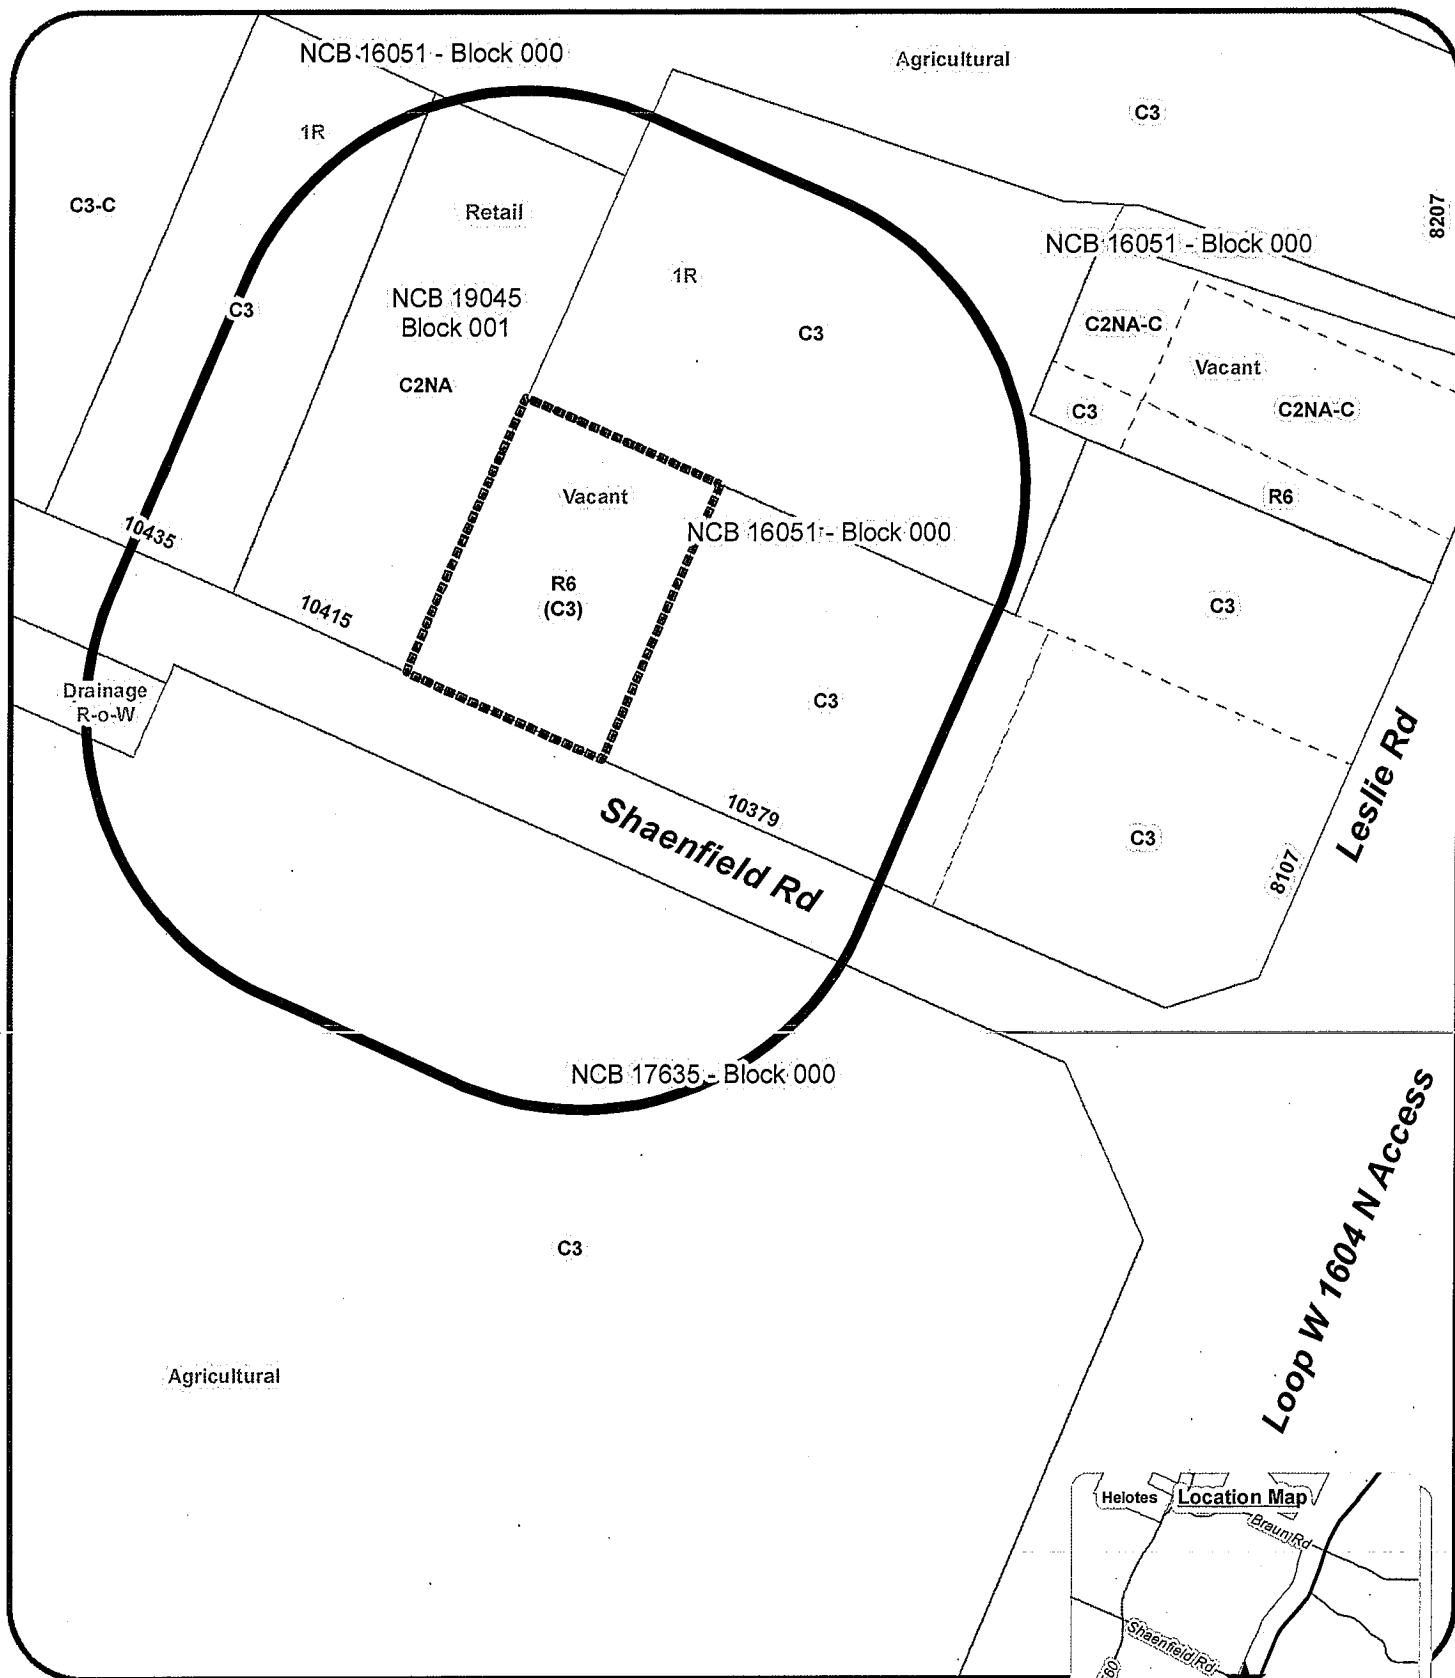 NCB 16051 - Block 000
Agricultural
C3
1R
C3-C
Retail
8207
NCB 16051 - Block 000
1R
NCB 19045
Block 001
C3
C3
C2NA-C
Vacant
C2NA
C3
C2NA-C
Vacant
R6
10435
NCB 16051 - Block 000
R6
(C3)
10415
C3
Drainage
R-o-W
C3
Leslie Rd
10379
Shaenfield Rd
C3
8107
NCB 17635 - Block 000
Loop W 1604 N Access
C3
Agricultural
Helotes
Location Map
Braun Rd
Shaenfield Rd